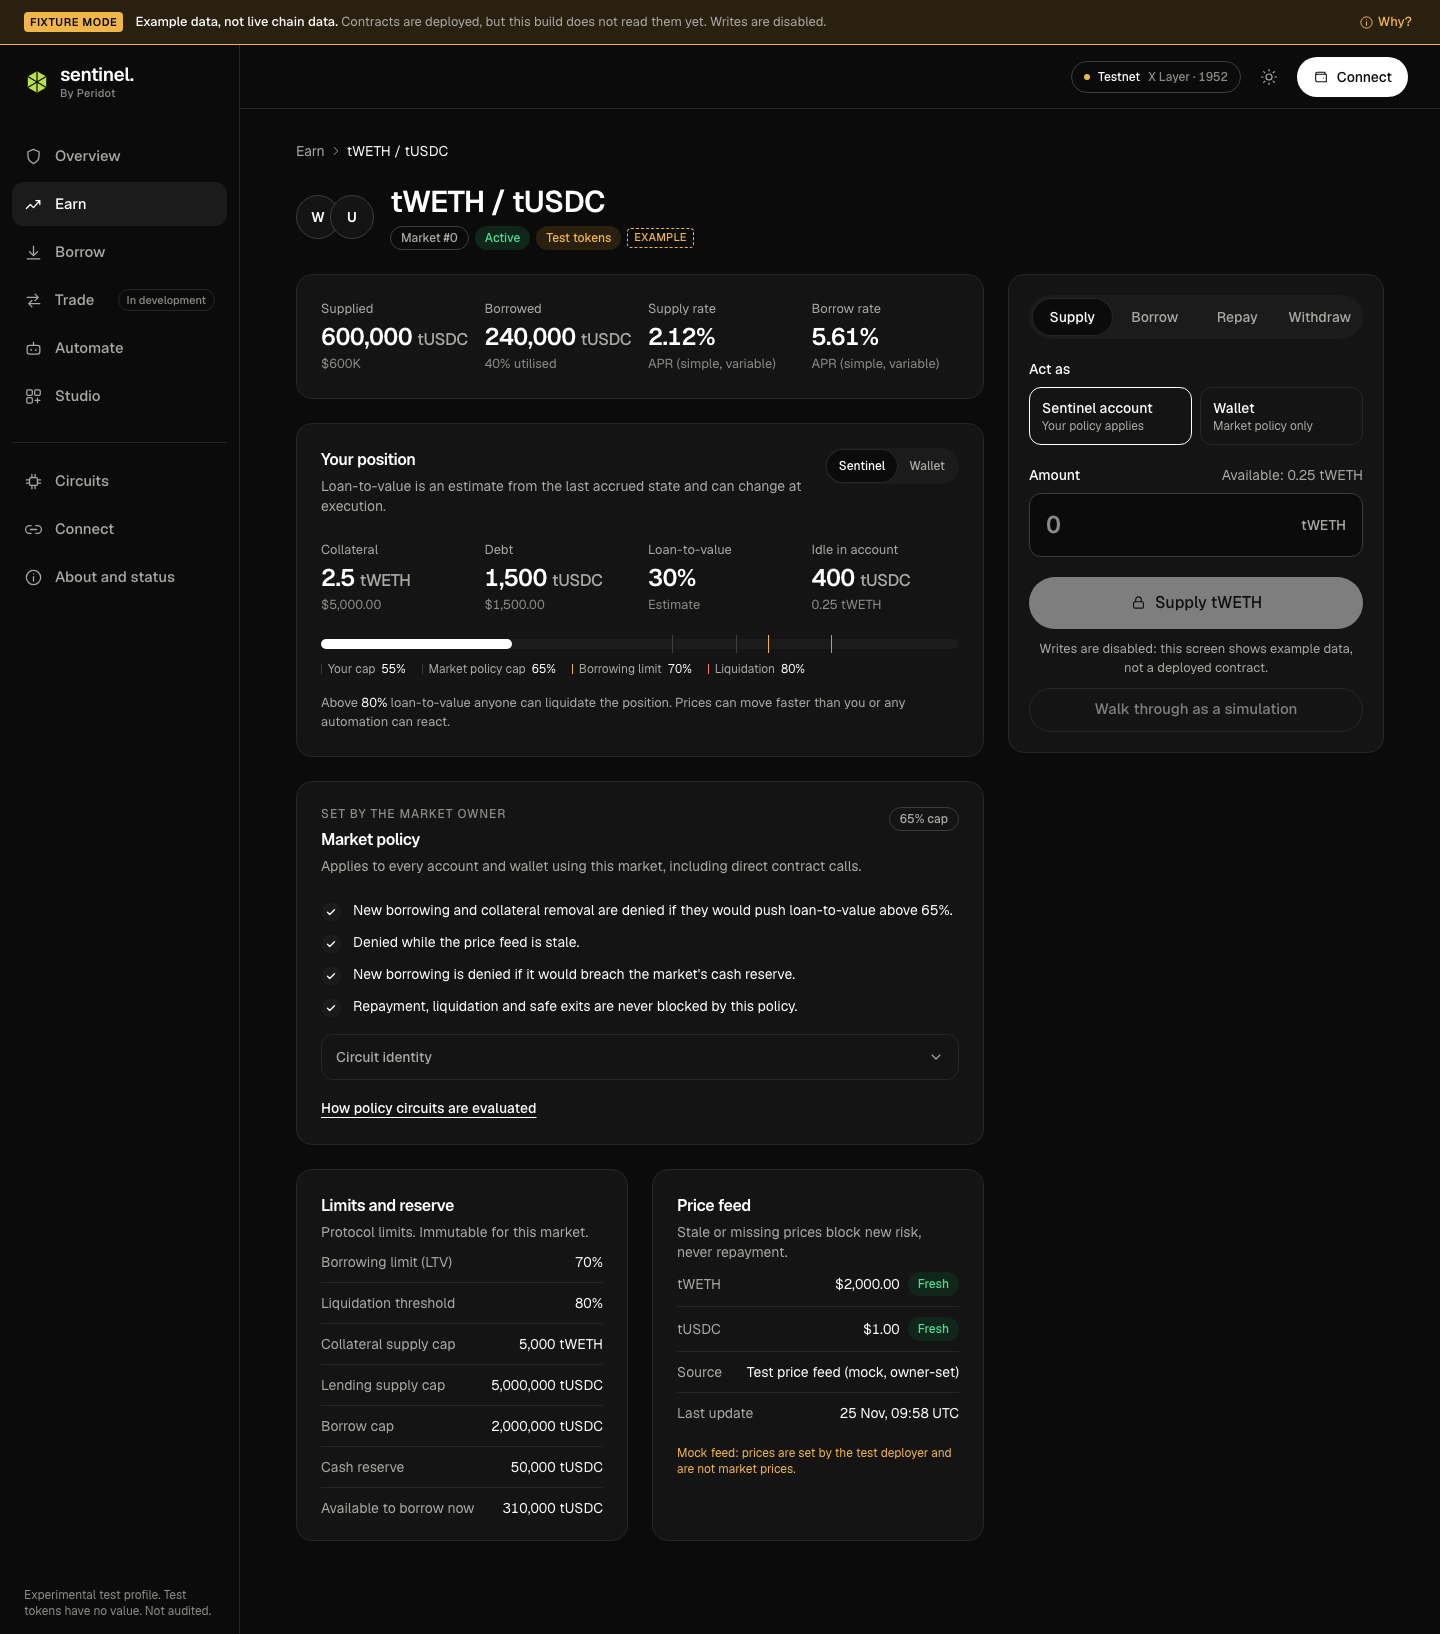 FIXTURE MODE Example data, not live chain data. Contracts are deployed, but this build does not read them yet. Writes are disabled. Why?
sentinel.
By Peridot
Testnet X Layer · 1952 Connect
Overview
Earn
Borrow
Trade In development
Automate
Studio
Circuits
Connect
About and status
Experimental test profile. Test
tokens have no value. Not audited.
Earn > tWETH / tUSDC
W U
tWETH / tUSDC
Market #0 Active Test tokens EXAMPLE
Supplied Borrowed Supply rate Borrow rate
600,000 tUSDC 240,000 tUSDC 2.12% 5.61%
$600K 40% utilised APR (simple, variable) APR (simple, variable)
Your position Sentinel Wallet
Loan-to-value is an estimate from the last accrued state and can change at
execution.
Collateral Debt Loan-to-value Idle in account
2.5 tWETH 1,500 tUSDC 30% 400 tUSDC
$5,000.00 $1,500.00 Estimate 0.25 tWETH
Your cap 55% Market policy cap 65% Borrowing limit 70% Liquidation 80%
Above 80% loan-to-value anyone can liquidate the position. Prices can move faster than you or any
automation can react.
SET BY THE MARKET OWNER 65% cap
Market policy
Applies to every account and wallet using this market, including direct contract calls.
New borrowing and collateral removal are denied if they would push loan-to-value above 65%.
Denied while the price feed is stale.
New borrowing is denied if it would breach the market's cash reserve.
Repayment, liquidation and safe exits are never blocked by this policy.
Circuit identity
How policy circuits are evaluated
Limits and reserve
Protocol limits. Immutable for this market.
Borrowing limit (LTV) 70%
Liquidation threshold 80%
Collateral supply cap 5,000 tWETH
Lending supply cap 5,000,000 tUSDC
Borrow cap 2,000,000 tUSDC
Cash reserve 50,000 tUSDC
Available to borrow now 310,000 tUSDC
Price feed
Stale or missing prices block new risk,
never repayment.
tWETH $2,000.00 Fresh
tUSDC $1.00 Fresh
Source Test price feed (mock, owner-set)
Last update 25 Nov, 09:58 UTC
Mock feed: prices are set by the test deployer and
are not market prices.
Supply Borrow Repay Withdraw
Act as
Sentinel account Wallet
Your policy applies Market policy only
Amount Available: 0.25 tWETH
0 tWETH
Supply tWETH
Writes are disabled: this screen shows example data,
not a deployed contract.
Walk through as a simulation